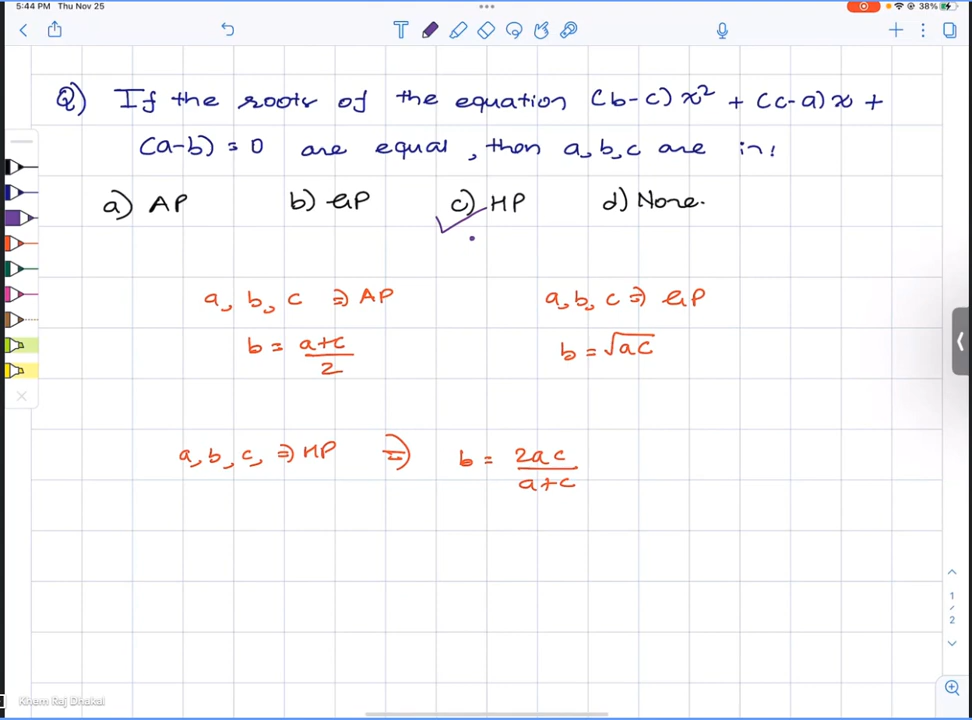 5:44 PM Thu Nov 25
38%
T
Q) If the roots of the equation (b-c)x² + (c-a)x +
(a-b) = 0 are equal, then a, b, c are in:
a) AP b) GP c) HP d) None.
a, b, c ⇒ AP a, b, c ⇒ GP
b = (a+c)/2 b = √ac
a, b, c, ⇒ HP ⇒ b = 2ac/(a+c)
1
/
2
Khem Raj Dhakal